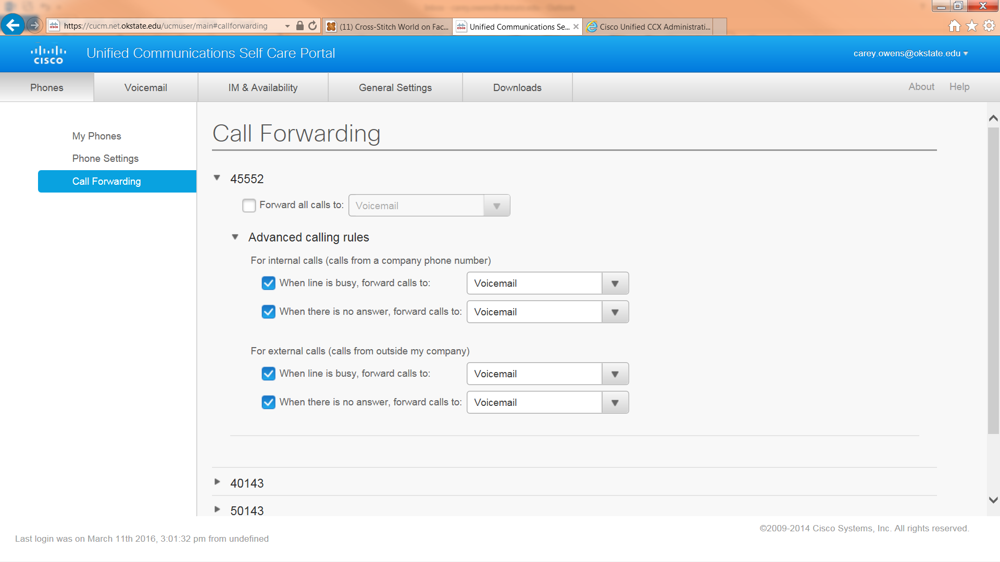 https://cucm.net.okstate.edu/ucmuser/main#callforwarding
(11) Cross-Stitch World on Fac...
Unified Communications Se...
Cisco Unified CCX Administrati...
CISCO
Unified Communications Self Care Portal
carey.owens@okstate.edu
Phones
Voicemail
IM & Availability
General Settings
Downloads
About
Help
My Phones
Phone Settings
Call Forwarding
Call Forwarding
45552
Forward all calls to: Voicemail
Advanced calling rules
For internal calls (calls from a company phone number)
When line is busy, forward calls to: Voicemail
When there is no answer, forward calls to: Voicemail
For external calls (calls from outside my company)
When line is busy, forward calls to: Voicemail
When there is no answer, forward calls to: Voicemail
40143
50143
©2009-2014 Cisco Systems, Inc. All rights reserved.
Last login was on March 11th 2016, 3:01:32 pm from undefined